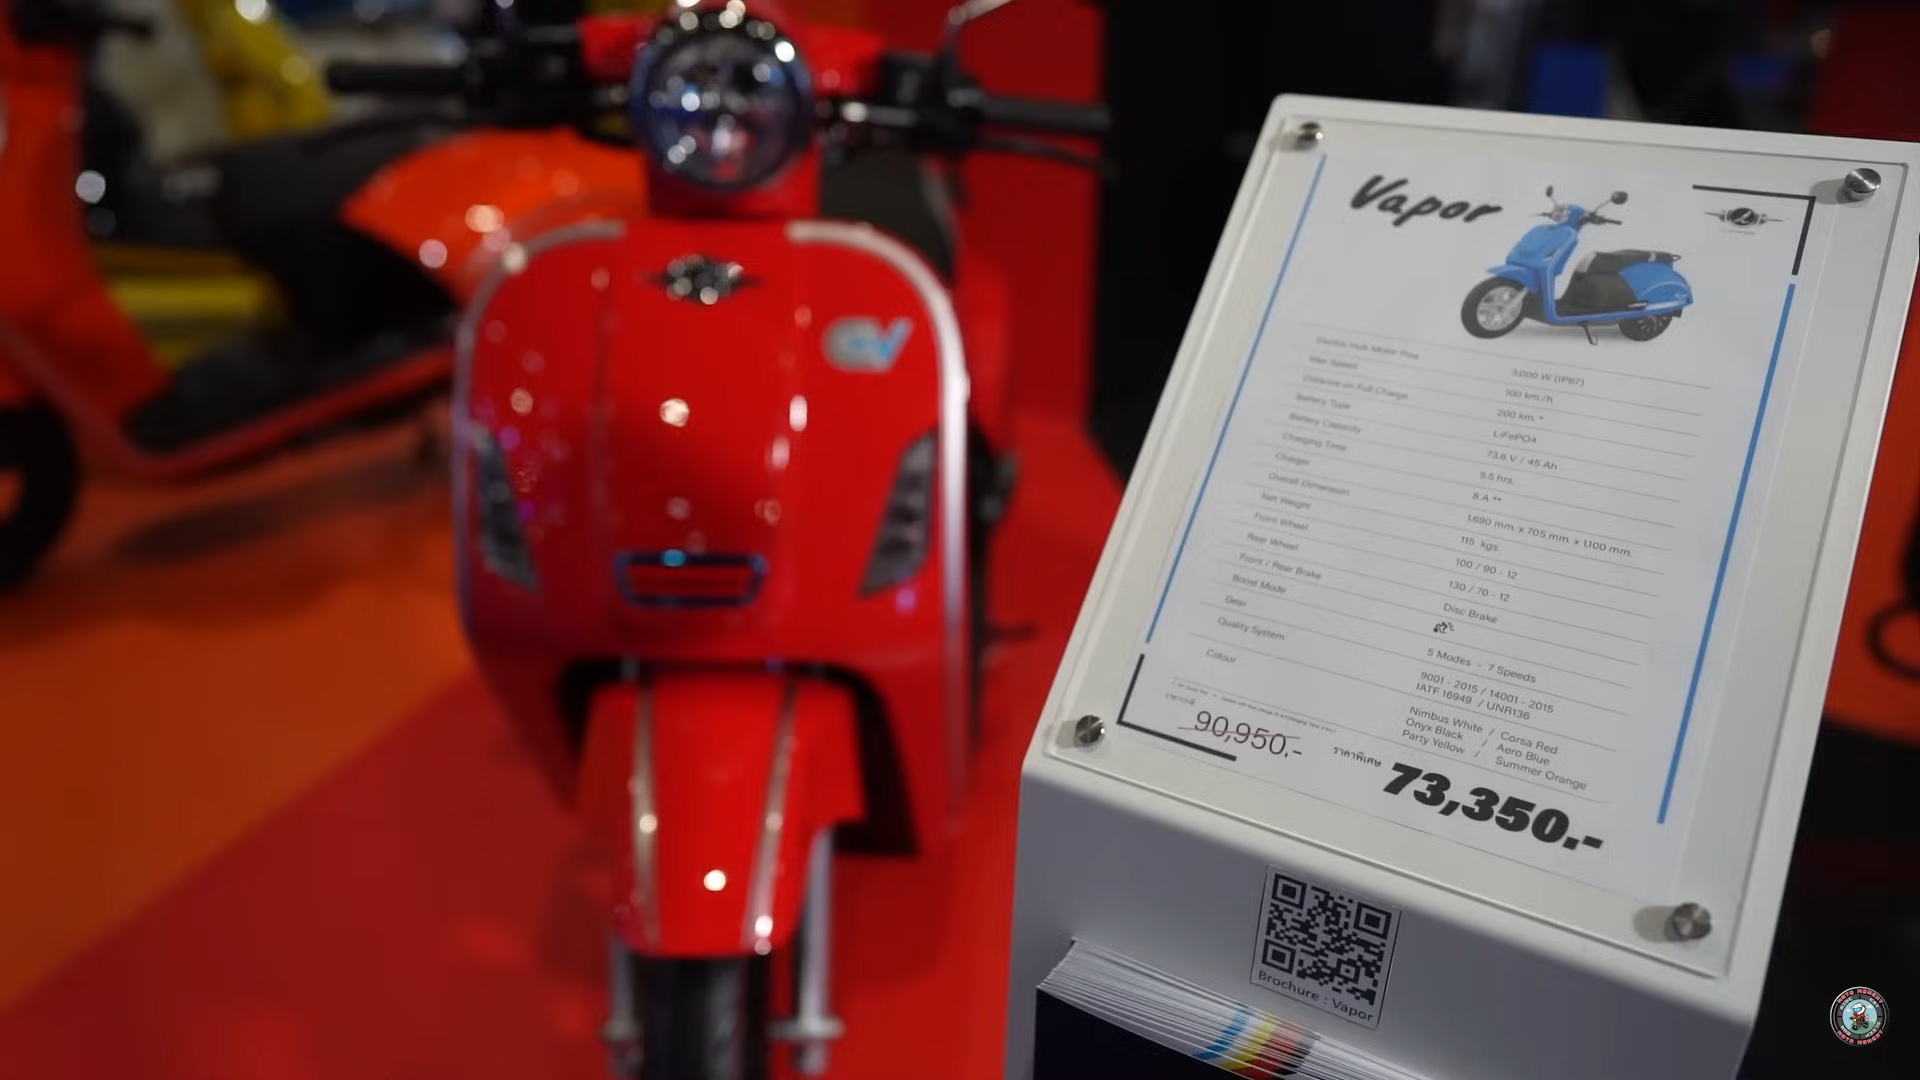 Vapor
Electric Hub Motor Pow
3,000 W (IP67)
Max Speed
100 km./h
Distance on Full Charge
200 km. *
Battery Type
LiFePO4
Battery Capacity
73.6 V / 45 Ah
Charging Time
5.5 hrs.
Charger
8 A **
Overall Dimension
1,690 mm. x 705 mm. x 1,100 mm.
Net Weight
115 kgs.
Front Wheel
100 / 90 - 12
Rear Wheel
130 / 70 - 12
Front / Rear Brake
Disc Brake
Boost Mode
Gear
5 Modes - 7 Speeds
Quality System
9001 - 2015 / 14001 - 2015
IATF 16949 / UNR136
Colour
Nimbus White / Corsa Red
Onyx Black / Aero Blue
Party Yellow / Summer Orange
90,950.-
ราคาพิเศษ
73,350.-
Brochure : Vapor
EV